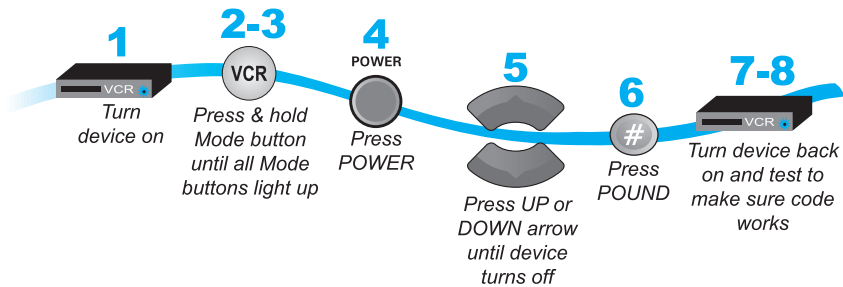 1
VCR
Turn
device on
2-3
VCR
Press & hold
Mode button
until all Mode
buttons light up
4
POWER
Press
POWER
5
Press UP or
DOWN arrow
until device
turns off
6
#
Press
POUND
7-8
VCR
Turn device back
on and test to
make sure code
works